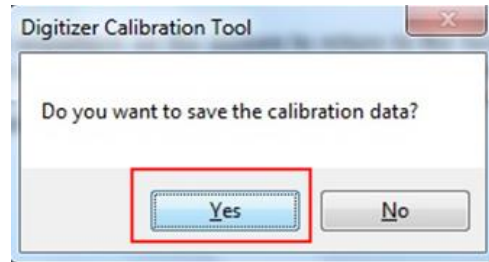 Digitizer Calibration Tool
Do you want to save the calibration data?
Yes No